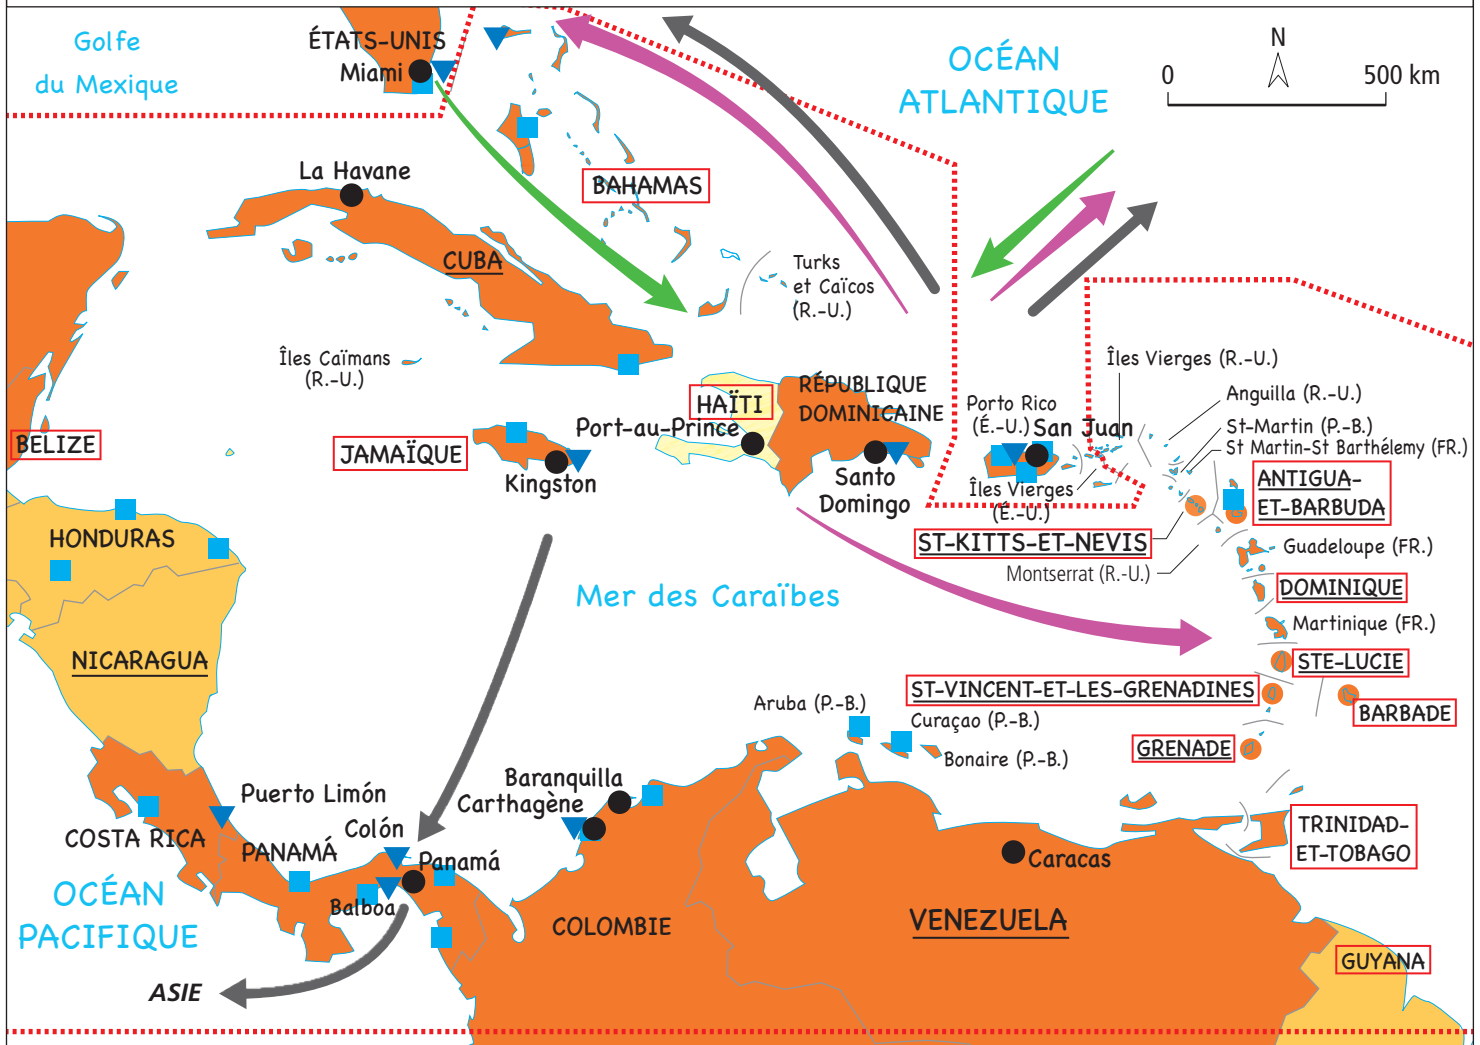 Golfe
du Mexique
ÉTATS-UNIS
Miami
OCÉAN
ATLANTIQUE
N
0
500 km
La Havane
BAHAMAS
CUBA
Turks
et Caïcos
(R.-U.)
Îles Caïmans
(R.-U.)
BELIZE
JAMAÏQUE
Kingston
HAÏTI
Port-au-Prince
RÉPUBLIQUE
DOMINICAINE
Santo
Domingo
Porto Rico
(É.-U.)
San Juan
Îles Vierges
(É.-U.)
Îles Vierges (R.-U.)
Anguilla (R.-U.)
St-Martin (P.-B.)
St Martin-St Barthélemy (FR.)
ANTIGUA-
ET-BARBUDA
ST-KITTS-ET-NEVIS
Montserrat (R.-U.)
Guadeloupe (FR.)
DOMINIQUE
Martinique (FR.)
STE-LUCIE
ST-VINCENT-ET-LES-GRENADINES
BARBADE
GRENADE
HONDURAS
NICARAGUA
Mer des Caraïbes
Aruba (P.-B.)
Curaçao (P.-B.)
Bonaire (P.-B.)
Baranquilla
Carthagène
Puerto Limón
Colón
COSTA RICA
PANAMÁ
Panamá
Balboa
OCÉAN
PACIFIQUE
ASIE
COLOMBIE
Caracas
VENEZUELA
TRINIDAD-
ET-TOBAGO
GUYANA